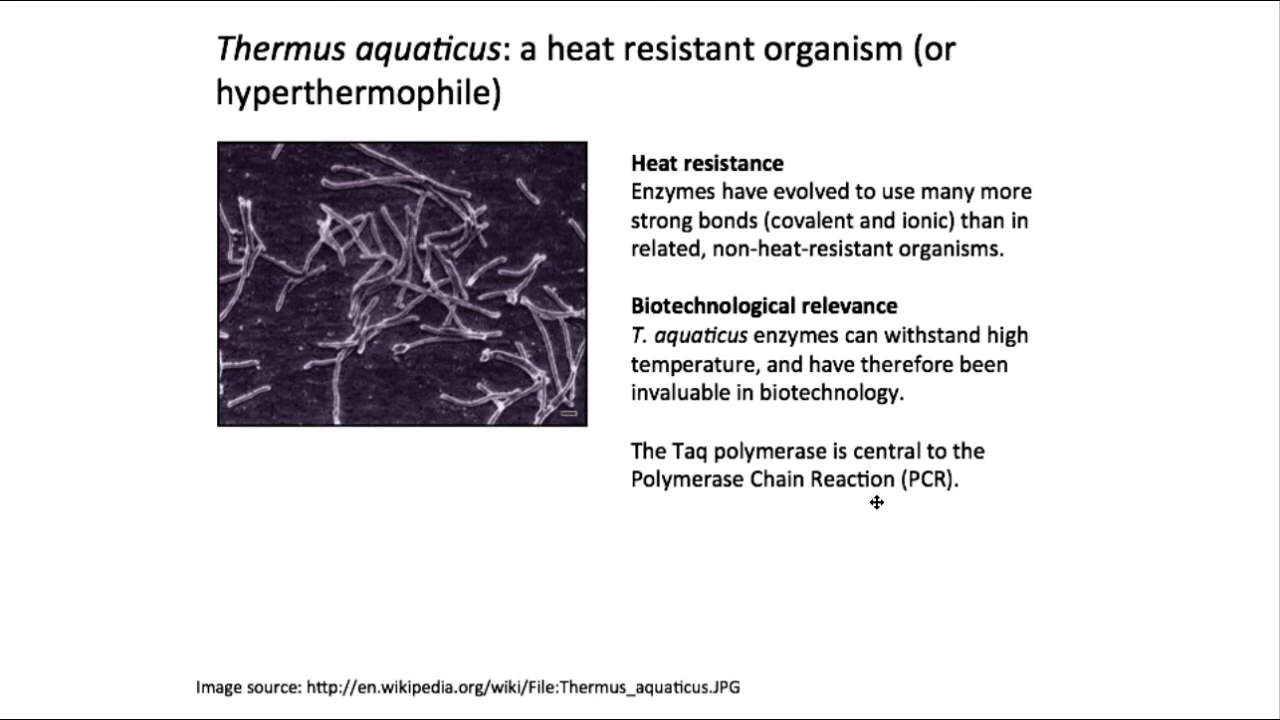 Thermus aquaticus: a heat resistant organism (or
hyperthermophile)
Heat resistance
Enzymes have evolved to use many more
strong bonds (covalent and ionic) than in
related, non-heat-resistant organisms.
Biotechnological relevance
T. aquaticus enzymes can withstand high
temperature, and have therefore been
invaluable in biotechnology.
The Taq polymerase is central to the
Polymerase Chain Reaction (PCR).
Image source: http://en.wikipedia.org/wiki/File:Thermus_aquaticus.JPG